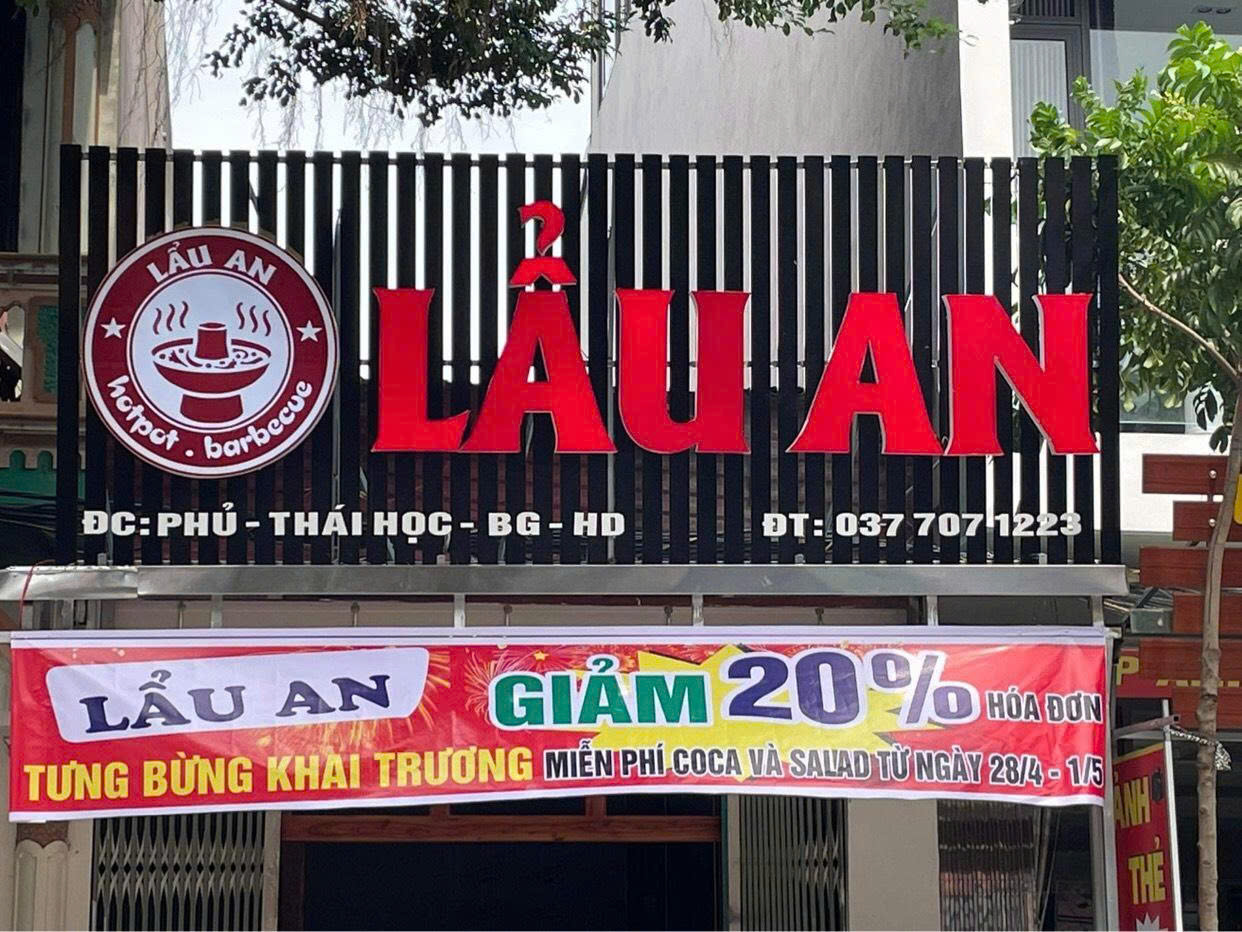 LẨU AN
hotpot . barbecue
LẨU AN
ĐC: PHỦ - THÁI HỌC - BG - HD
ĐT: 037 707 1223
LẨU AN
GIẢM 20% HÓA ĐƠN
TƯNG BỪNG KHAI TRƯƠNG MIỄN PHÍ COCA VÀ SALAD TỪ NGÀY 28/4 - 1/5
THẺ